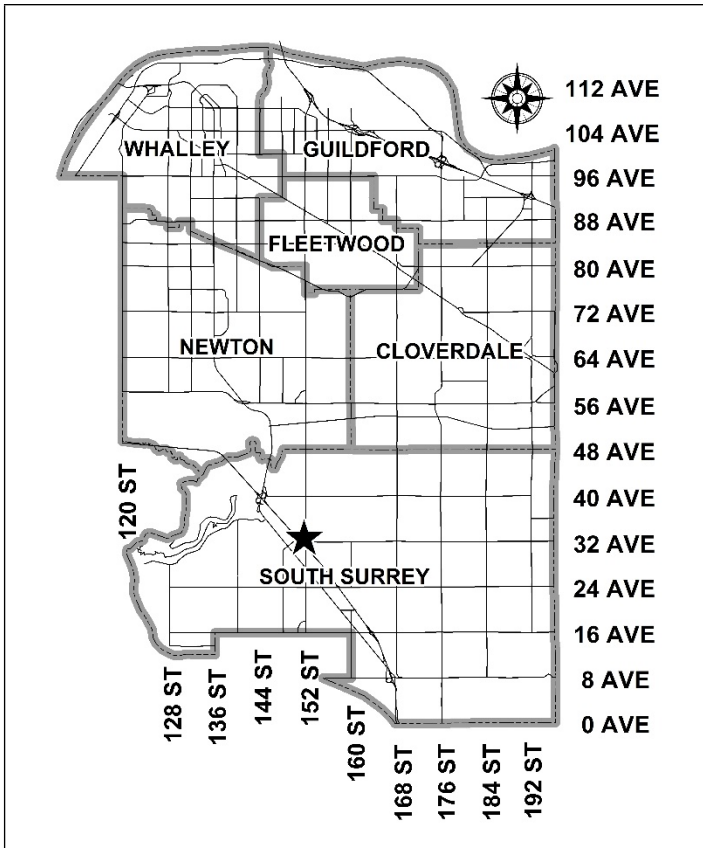 112 AVE
104 AVE
WHALLEY
GUILDFORD
96 AVE
88 AVE
FLEETWOOD
80 AVE
72 AVE
NEWTON
CLOVERDALE
64 AVE
56 AVE
48 AVE
40 AVE
120 ST
32 AVE
SOUTH SURREY
24 AVE
16 AVE
8 AVE
128 ST
136 ST
144 ST
152 ST
160 ST
0 AVE
168 ST
176 ST
184 ST
192 ST